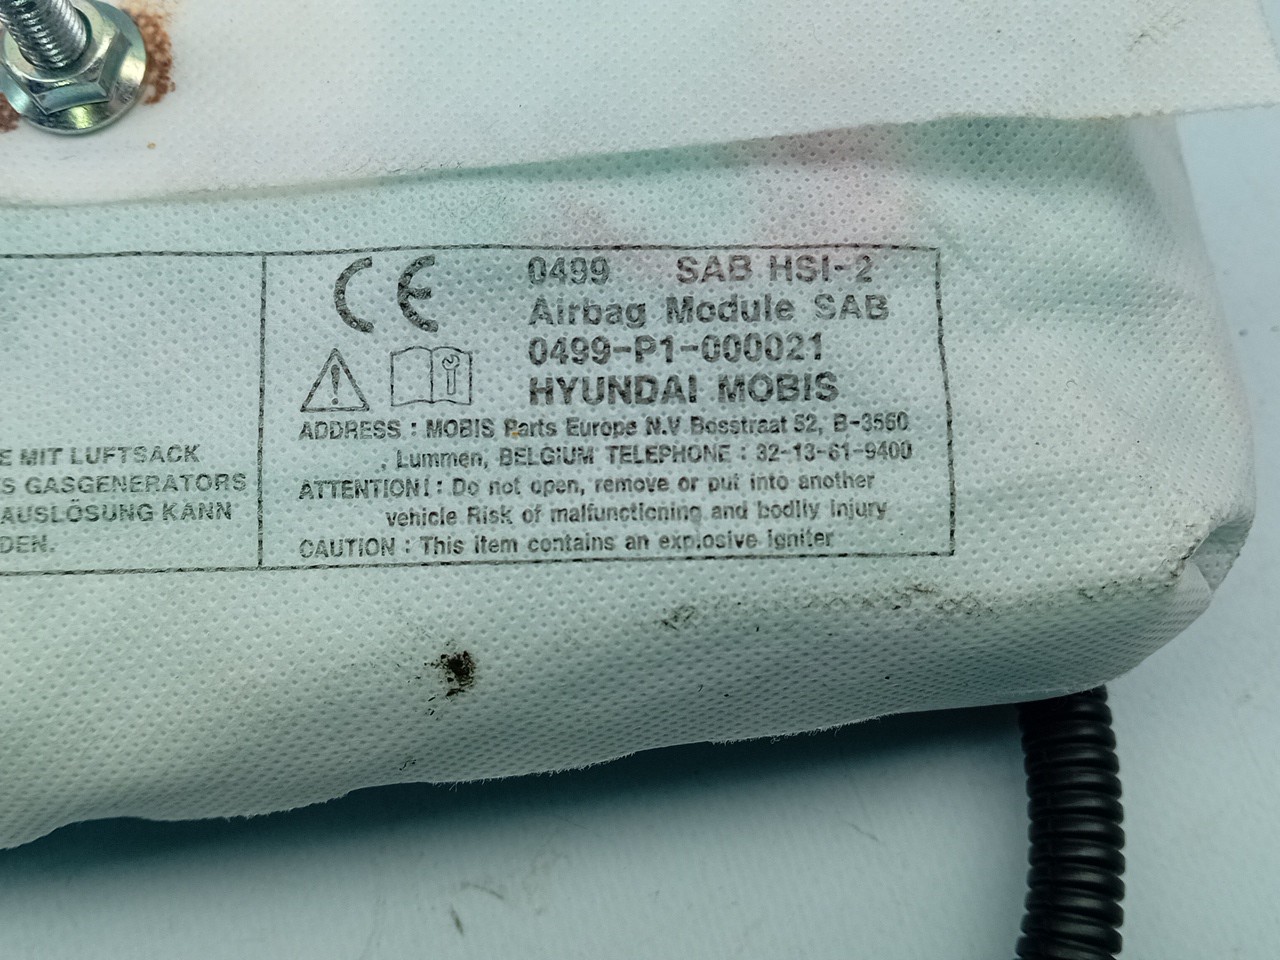 E MIT LUFTSACK
S GASGENERATORS
AUSLÖSUNG KANN
DEN.
CE 0499 SAB HSI-2
Airbag Module SAB
0499-P1-000021
HYUNDAI MOBIS
ADDRESS : MOBIS Parts Europe N.V Bosstraat 52, B-3560
, Lummen, BELGIUM TELEPHONE : 32-13-61-9400
ATTENTION! : Do not open, remove or put into another
vehicle.Risk of malfunctioning and bodily injury
CAUTION : This item contains an explosive igniter